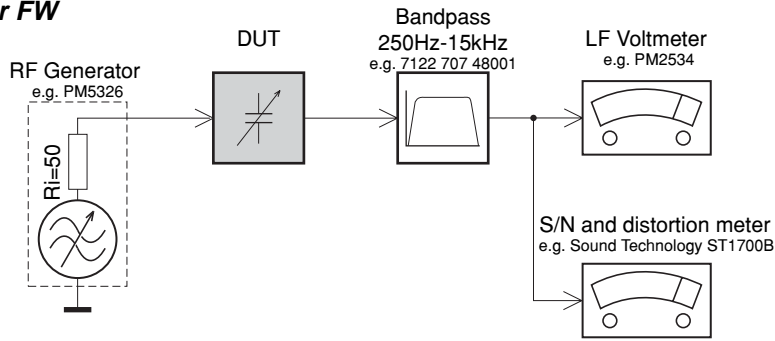 r FW
DUT
Bandpass
250Hz-15kHz
e.g. 7122 707 48001
LF Voltmeter
e.g. PM2534
RF Generator
e.g. PM5326
Ri=50
S/N and distortion meter
e.g. Sound Technology ST1700B